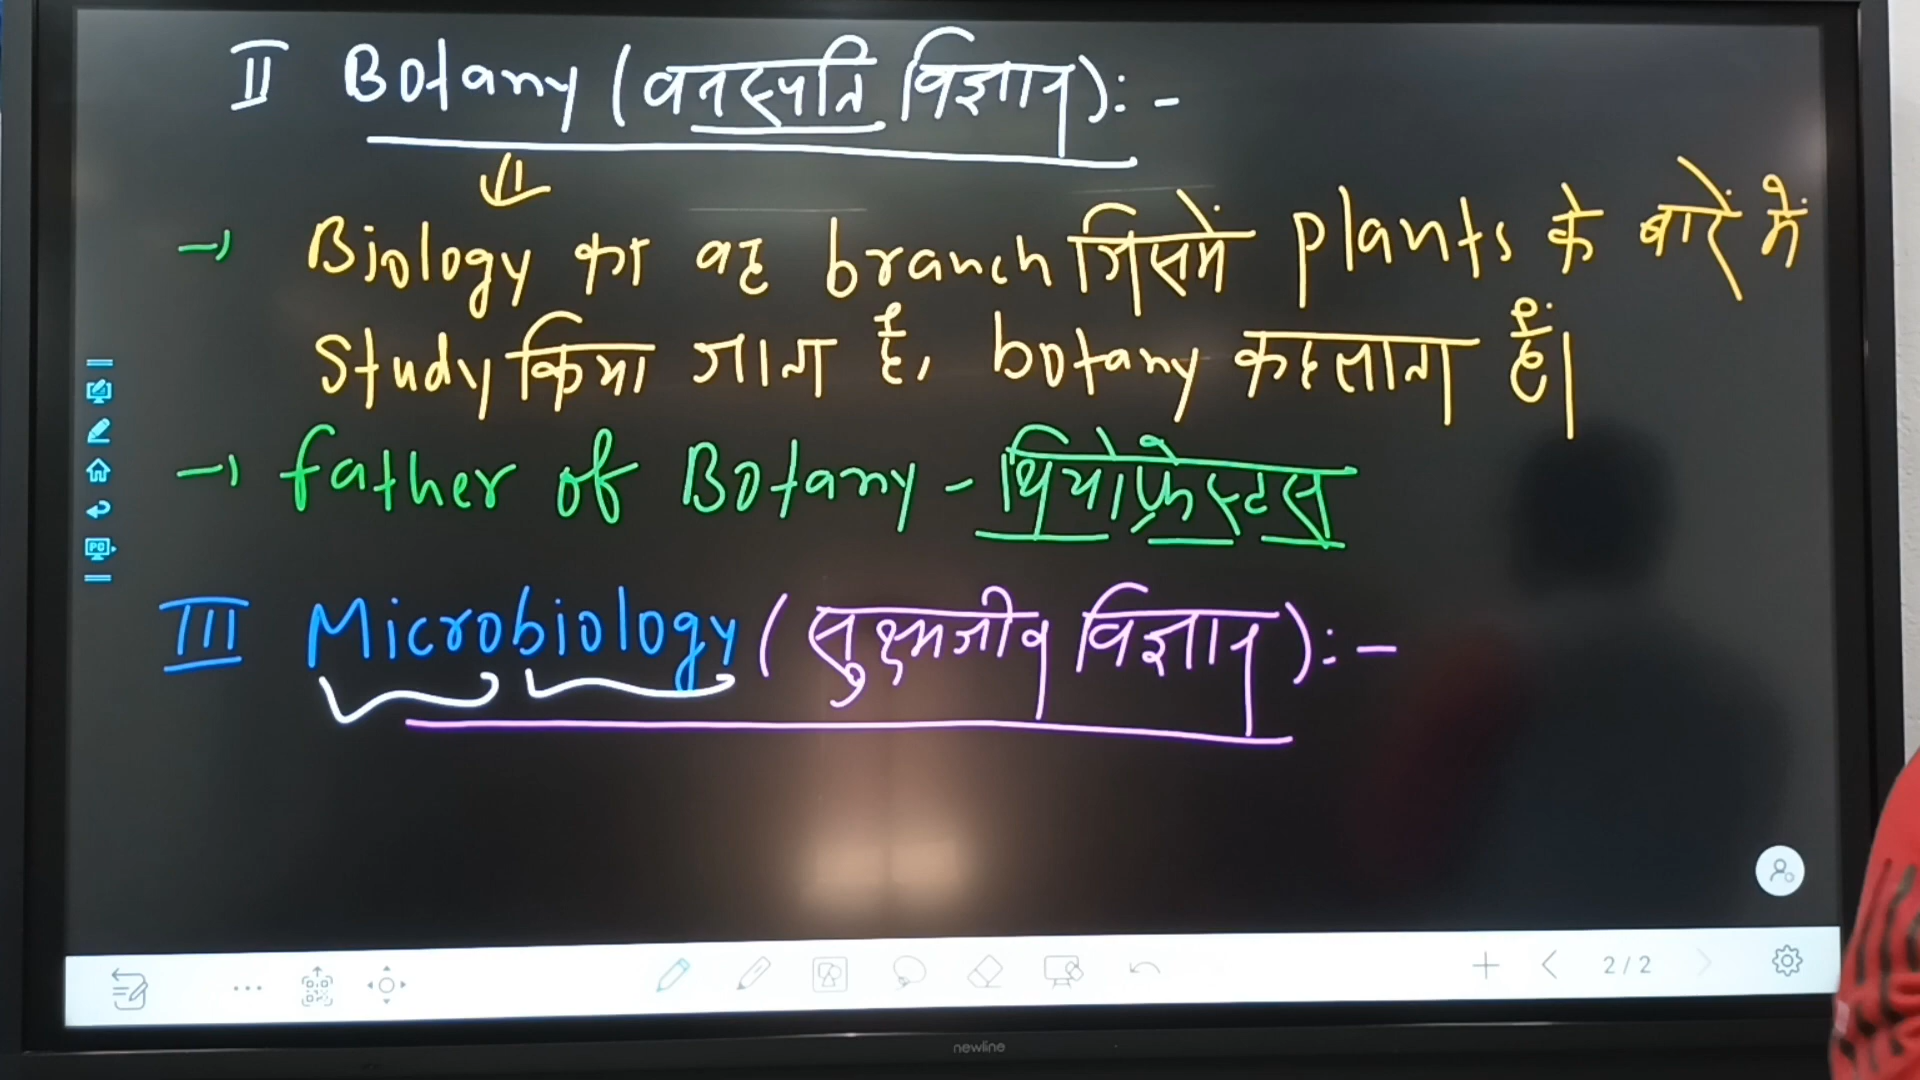 II Botany (वनस्पति विज्ञान):-
→ Biology का वह branch जिसमें plants के बारें में
study किया जाता है, botany कहलाता हैं।
→ father of Botany - थियोफ्रेस्टस
III Microbiology (सुक्ष्मजीव विज्ञान):-
2/2
newline